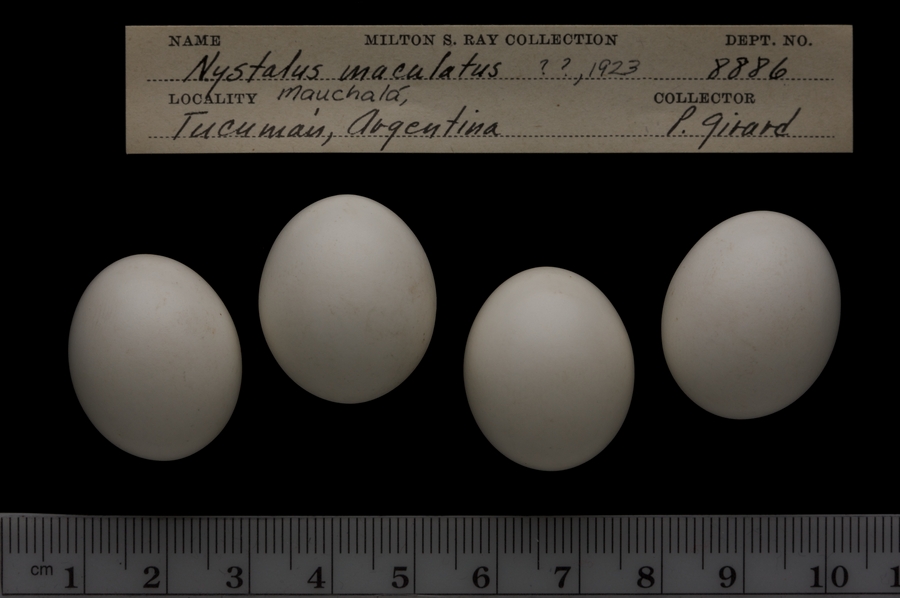 NAME MILTON S. RAY COLLECTION DEPT. NO.
Nystalus maculatus ? ?, 1923 8886
LOCALITY Mauchalá, COLLECTOR
Tucumán, Argentina P. Girard
cm 1 2 3 4 5 6 7 8 9 10 1